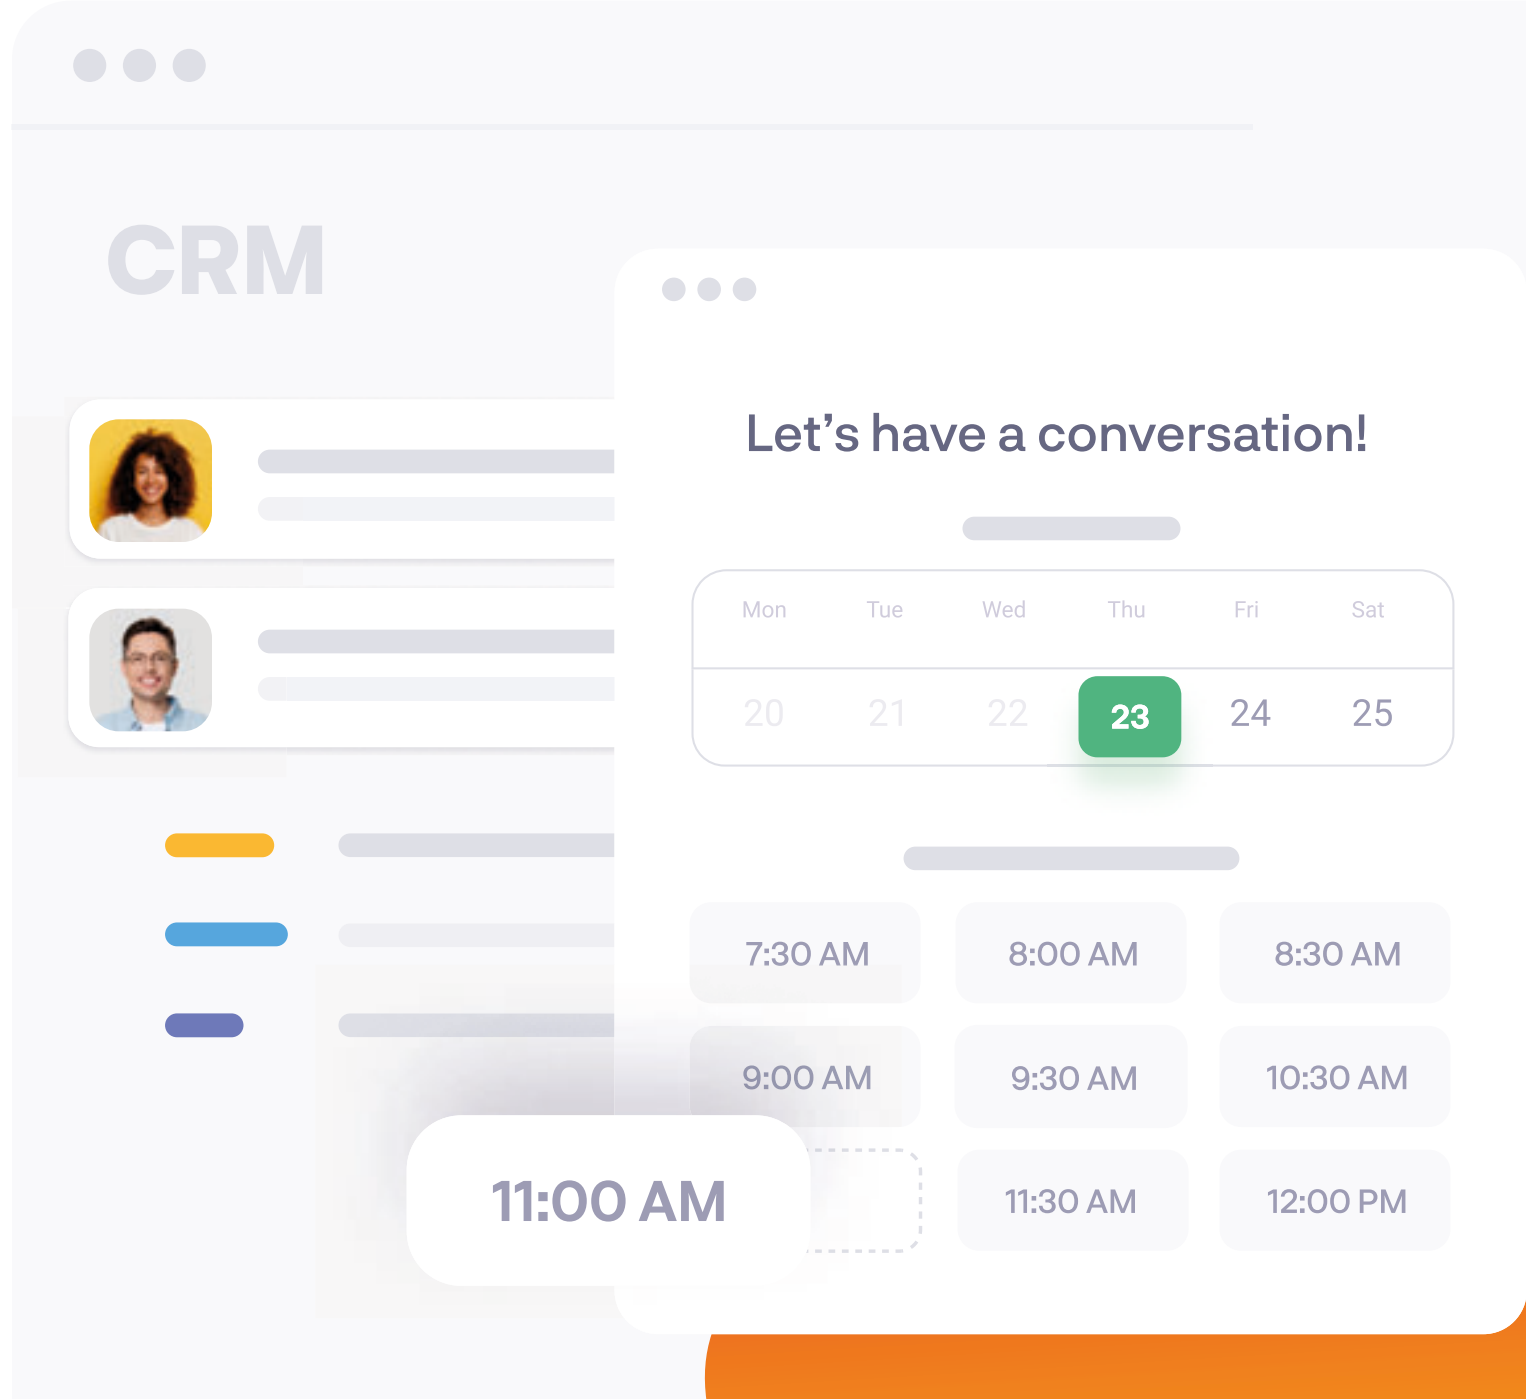 CRM
Let’s have a conversation!
Mon Tue Wed Thu Fri Sat
20 21 22 23 24 25
7:30 AM 8:00 AM 8:30 AM
9:00 AM 9:30 AM 10:30 AM
11:00 AM 11:30 AM 12:00 PM